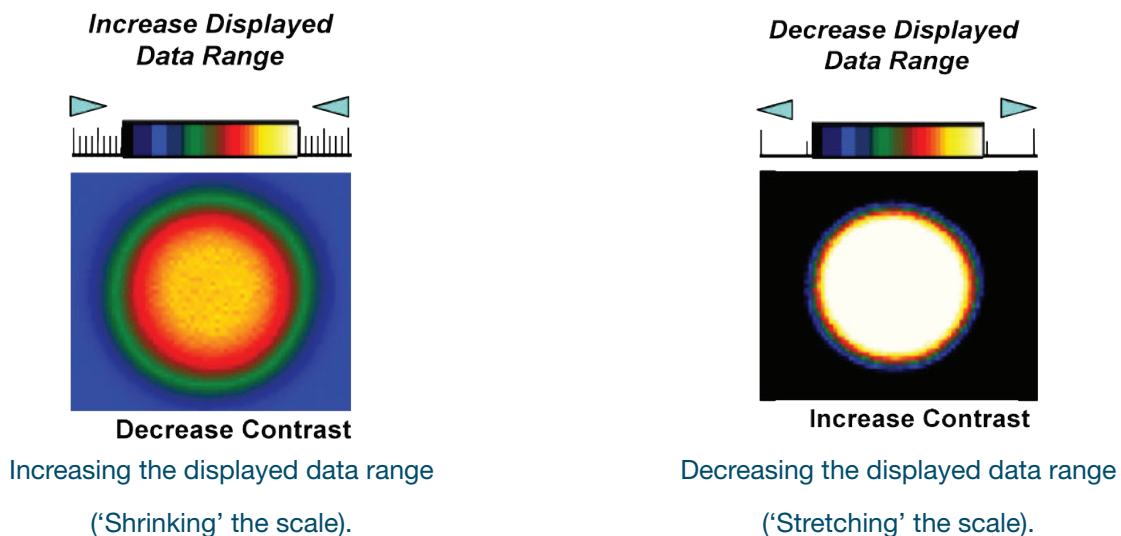 Increase Displayed
Data Range
Decrease Contrast
Increasing the displayed data range
(‘Shrinking’ the scale).
Decrease Displayed
Data Range
Increase Contrast
Decreasing the displayed data range
(‘Stretching’ the scale).